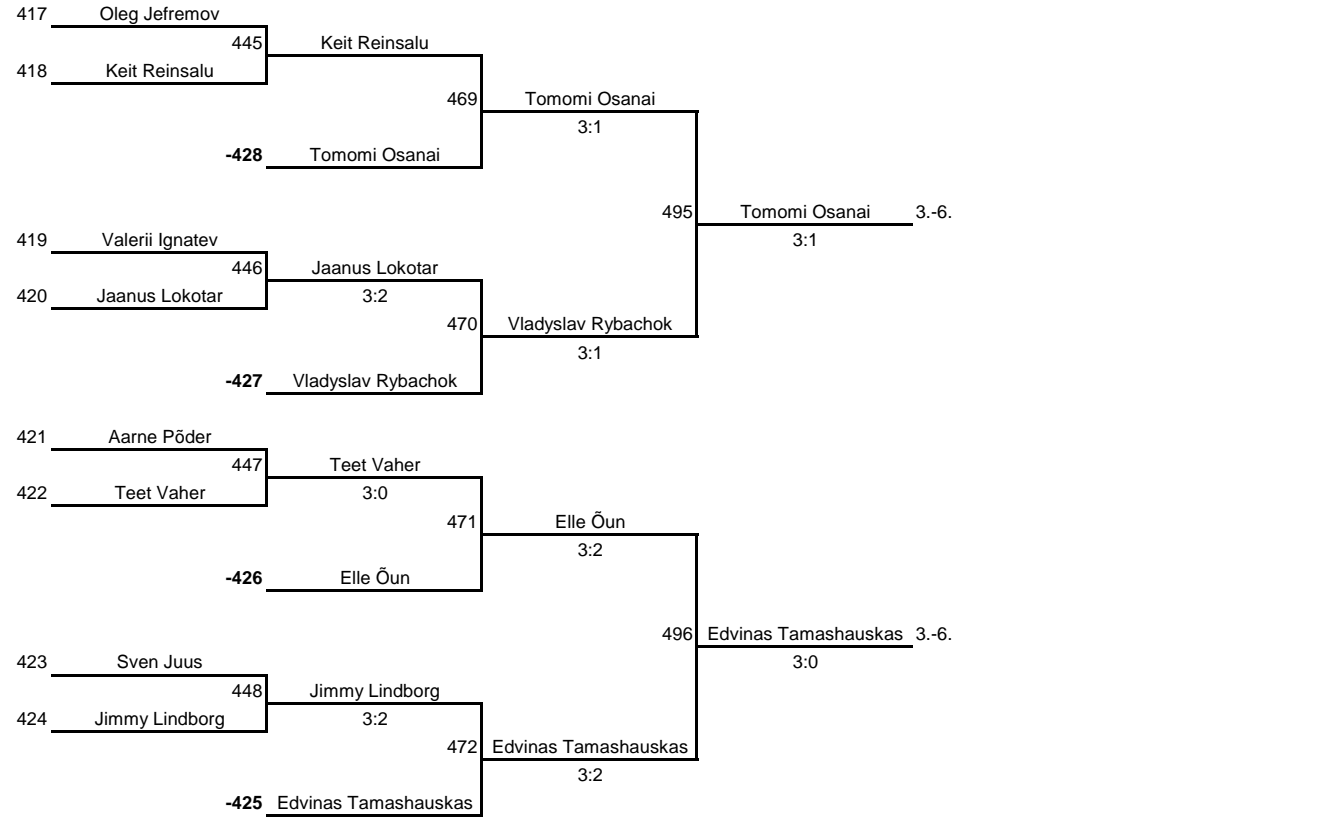 417 Oleg Jefremov
445 Keit Reinsalu
418 Keit Reinsalu
469 Tomomi Osanai
3:1
-428 Tomomi Osanai
495 Tomomi Osanai 3.-6.
419 Valerii Ignatev 3:1
446 Jaanus Lokotar
420 Jaanus Lokotar 3:2
470 Vladyslav Rybachok
3:1
-427 Vladyslav Rybachok
421 Aarne Põder
447 Teet Vaher
422 Teet Vaher 3:0
471 Elle Õun
3:2
-426 Elle Õun
496 Edvinas Tamashauskas 3.-6.
423 Sven Juus 3:0
448 Jimmy Lindborg
424 Jimmy Lindborg 3:2
472 Edvinas Tamashauskas
3:2
-425 Edvinas Tamashauskas